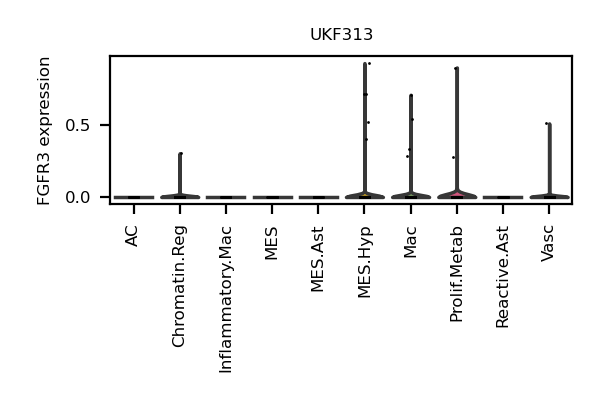 UKF313
FGFR3 expression
0.5
0.0
AC
Chromatin.Reg
Inflammatory.Mac
MES
MES.Ast
MES.Hyp
Mac
Prolif.Metab
Reactive.Ast
Vasc